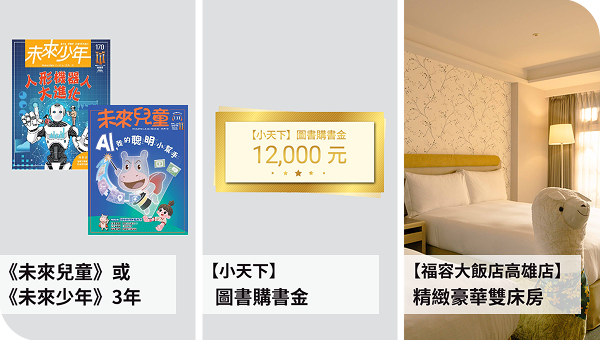 未來少年
170
人形機器人
大進化
未來兒童
AI,我的聰明小幫手
《未來兒童》或
《未來少年》3年
【小天下】圖書購書金
12,000 元
【小天下】
圖書購書金
【福容大飯店高雄店】
精緻豪華雙床房